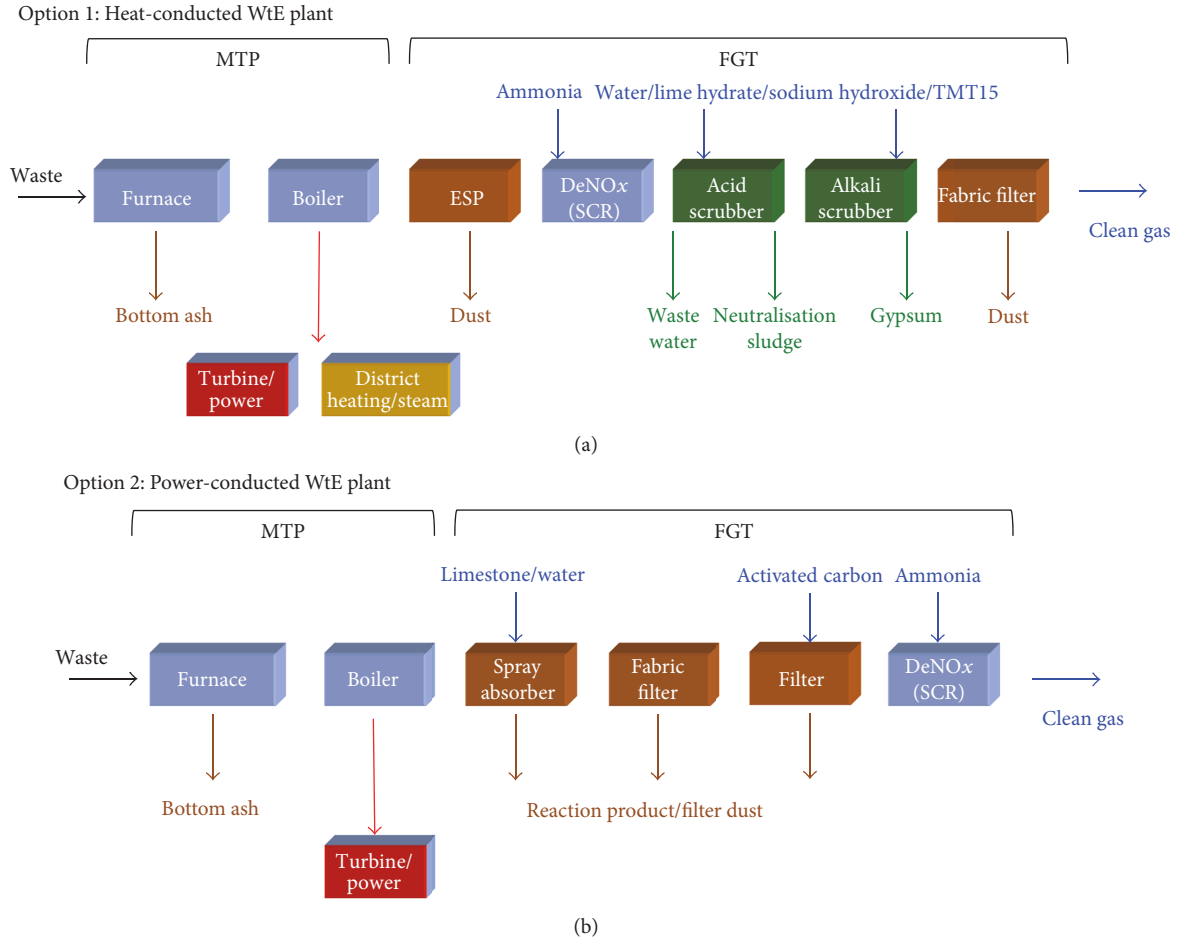 Option 1: Heat-conducted WtE plant
MTP
FGT
Ammonia
Water/lime hydrate/sodium hydroxide/TMT15
Waste
Furnace
Boiler
ESP
DeNOx
(SCR)
Acid
scrubber
Alkali
scrubber
Fabric filter
Clean gas
Bottom ash
Dust
Waste
water
Neutralisation
sludge
Gypsum
Dust
Turbine/
power
District
heating/steam
(a)
Option 2: Power-conducted WtE plant
MTP
FGT
Limestone/water
Activated carbon
Ammonia
Waste
Furnace
Boiler
Spray
absorber
Fabric
filter
Filter
DeNOx
(SCR)
Clean gas
Bottom ash
Reaction product/filter dust
Turbine/
power
(b)